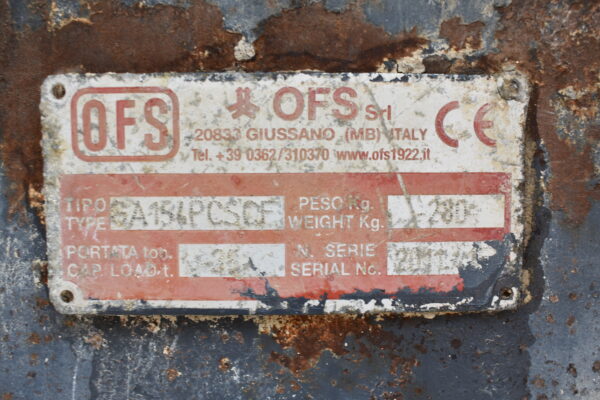 OFS
OFS Srl
20833 GIUSSANO (MB) ITALY
Tel. +39 0362/310370 www.ofs1922.it
CE
TIPO
TYPE
PESO Kg.
WEIGHT Kg.
PORTATA ton.
CAP. LOAD t.
N. SERIE
SERIAL No.